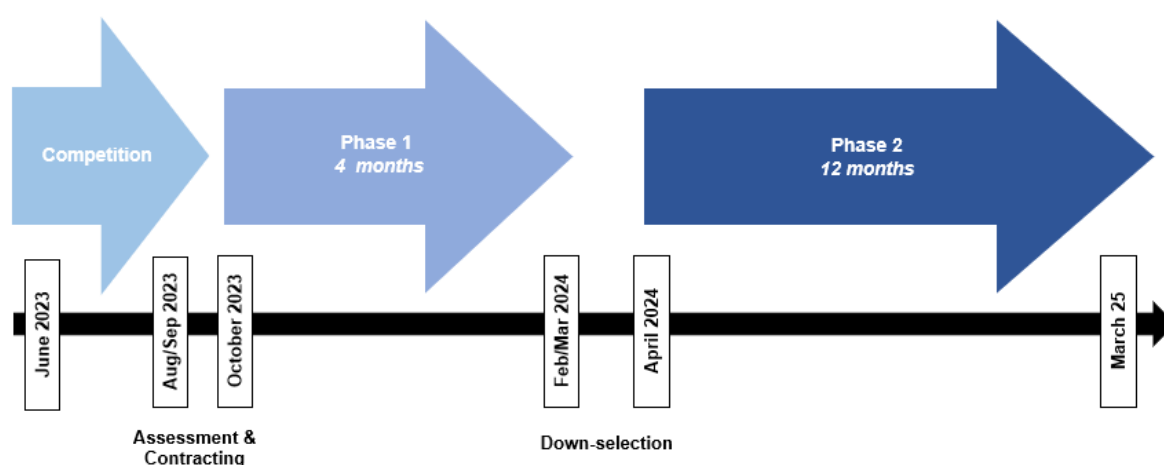 Competition
Phase 1
4 months
Phase 2
12 months
June 2023
Aug/Sep 2023
October 2023
Feb/Mar 2024
April 2024
March 25
Assessment &
Contracting
Down-selection